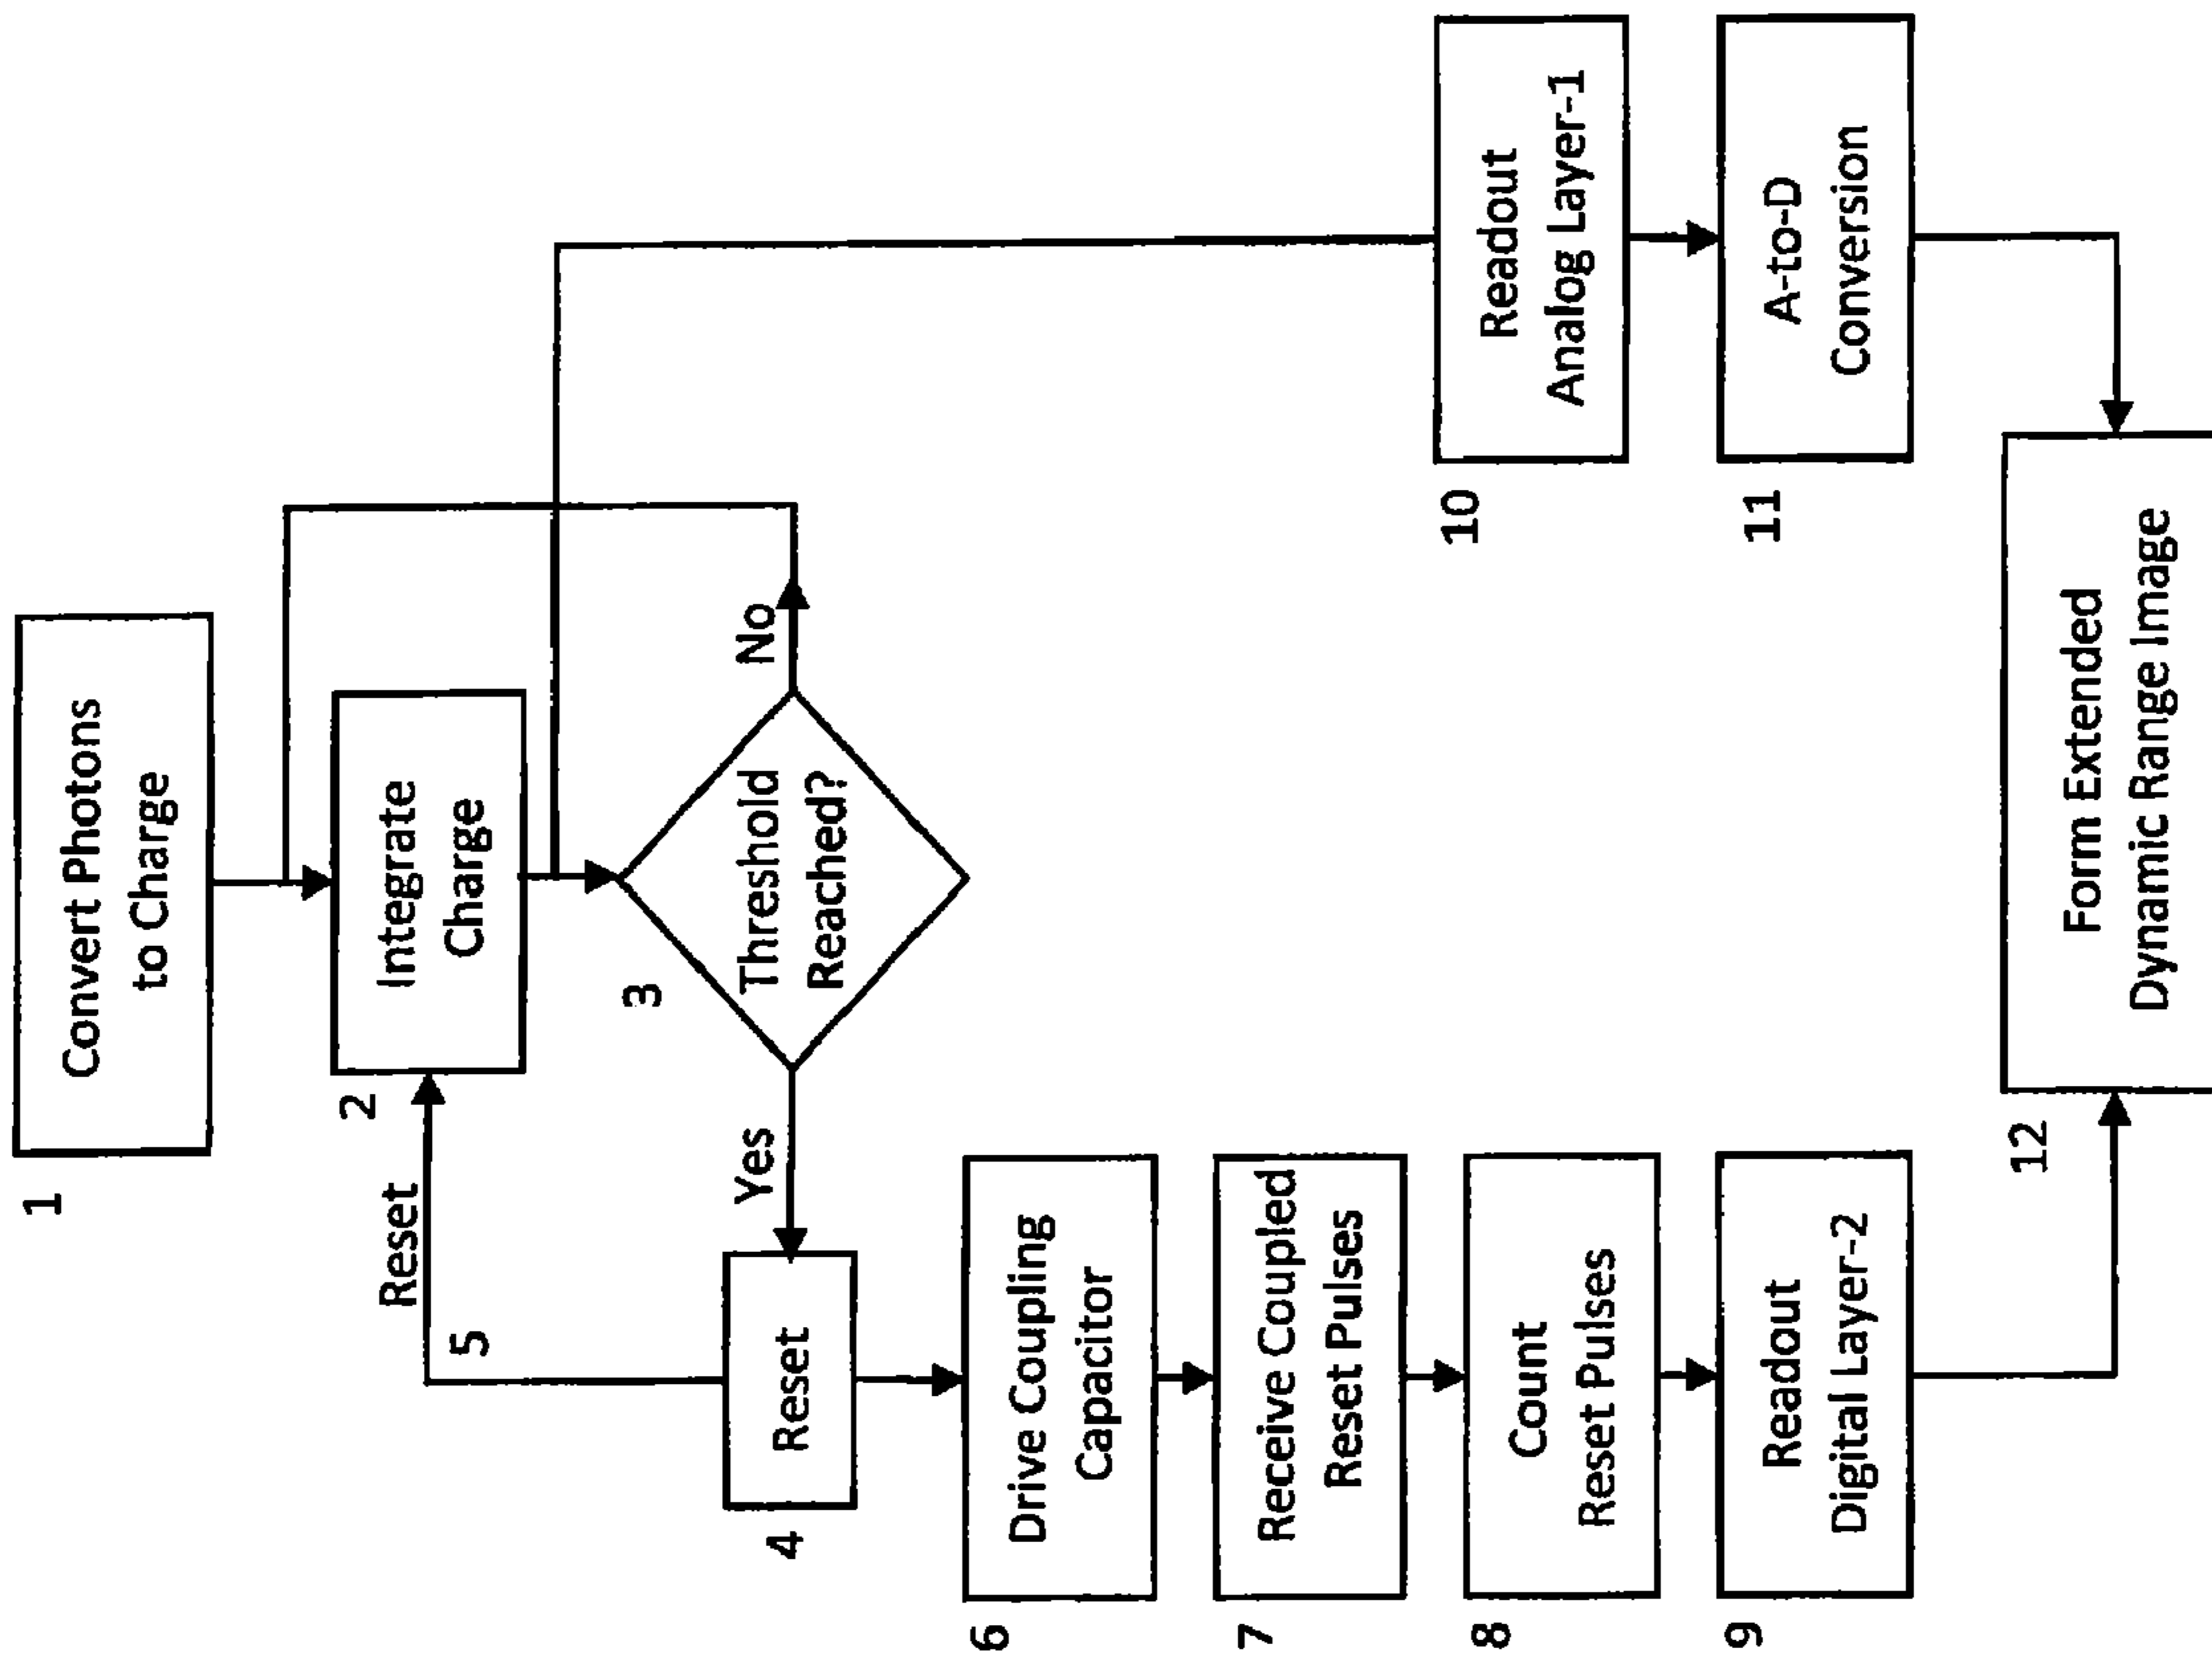 1
Convert Photons
to Charge
Reset
2
Integrate
Charge
5
3
Threshold
Reached?
Yes
No
4
Reset
6
Drive Coupling
Capacitor
7
Receive Coupled
Reset Pulses
8
Count
Reset Pulses
9
Readout
Digital Layer-2
10
Readout
Analog Layer-1
11
A-to-D
Conversion
12
Form Extended
Dynamic Range Image